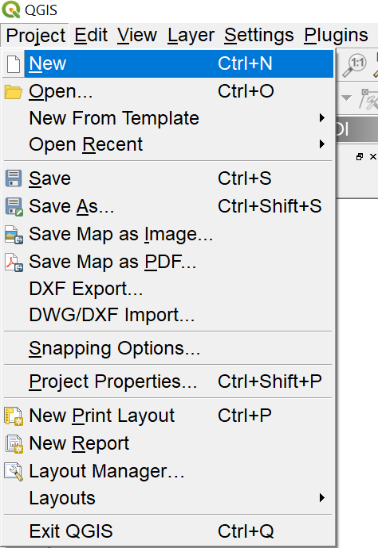 QGIS
Project Edit View Layer Settings Plugins
New Ctrl+N
Open... Ctrl+O
New From Template
Open Recent
Save Ctrl+S
Save As... Ctrl+Shift+S
Save Map as Image...
Save Map as PDF...
DXF Export...
DWG/DXF Import...
Snapping Options...
Project Properties... Ctrl+Shift+P
New Print Layout Ctrl+P
New Report
Layout Manager...
Layouts
Exit QGIS Ctrl+Q
1:1